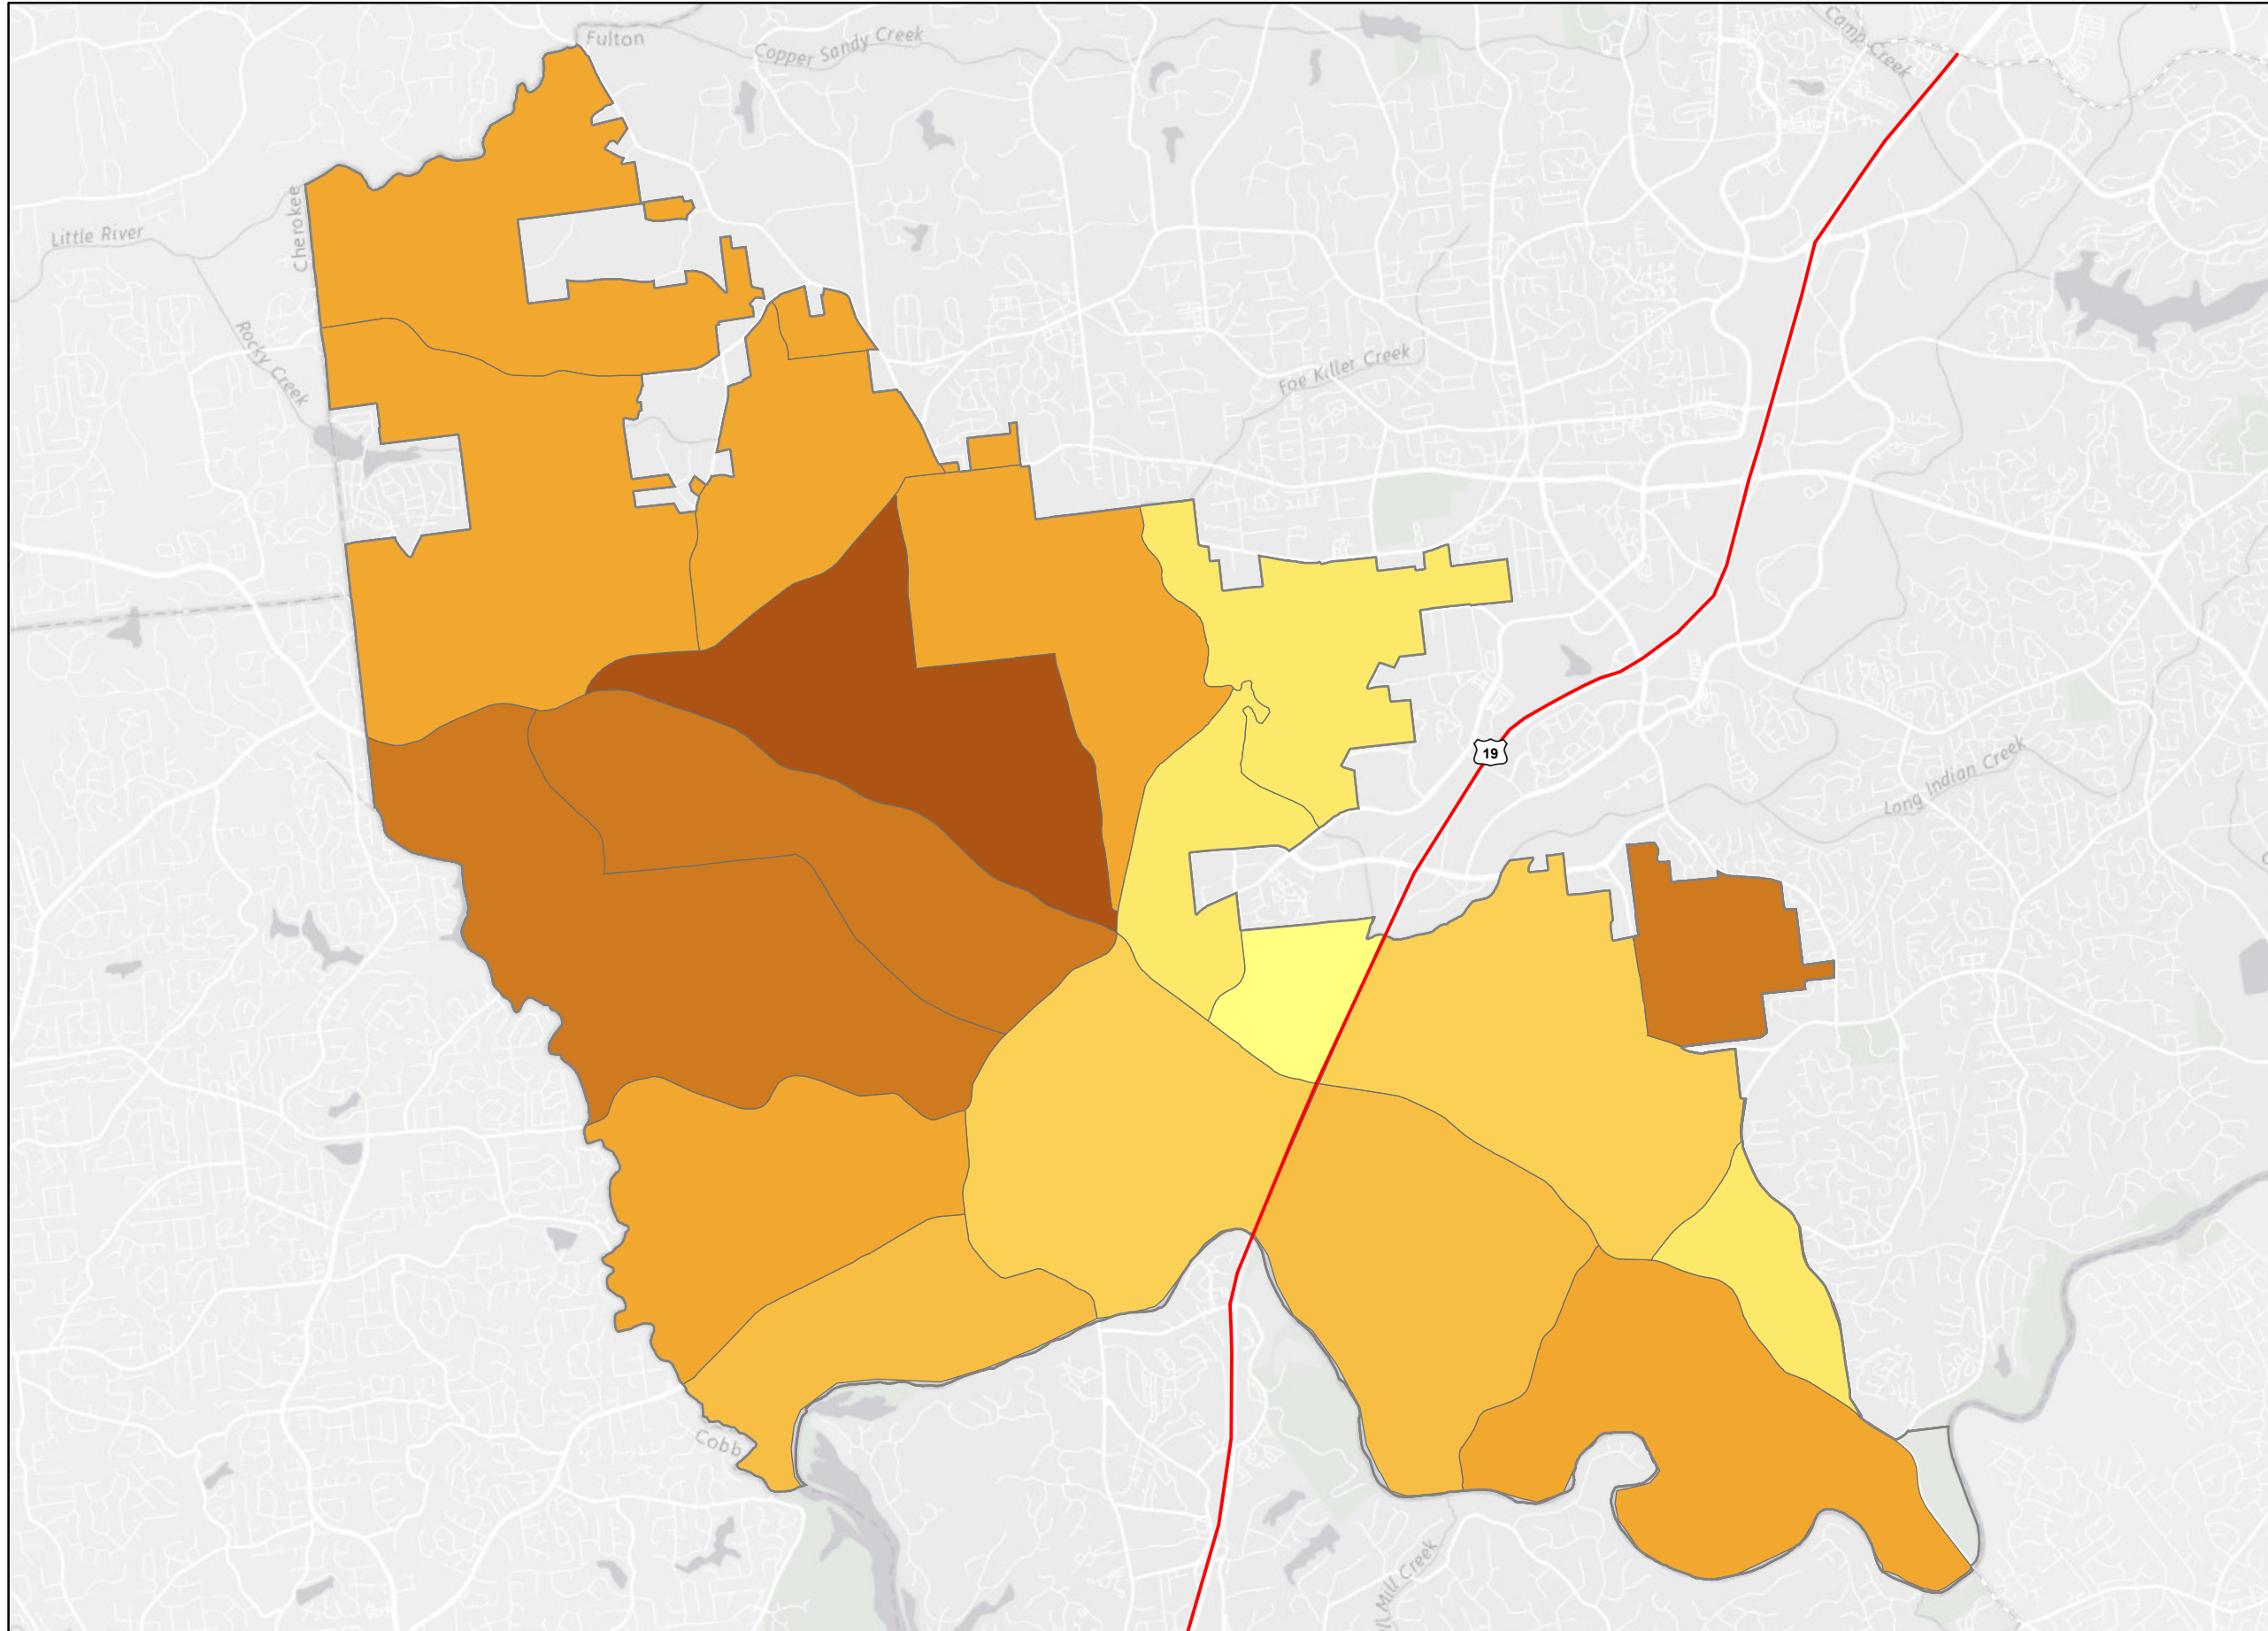 Fulton
Copper Sandy Creek
Camp Creek
Cherokee
Little River
Rocky Creek
Foe Killer Creek
19
Long Indian Creek
Cobb
Mill Creek